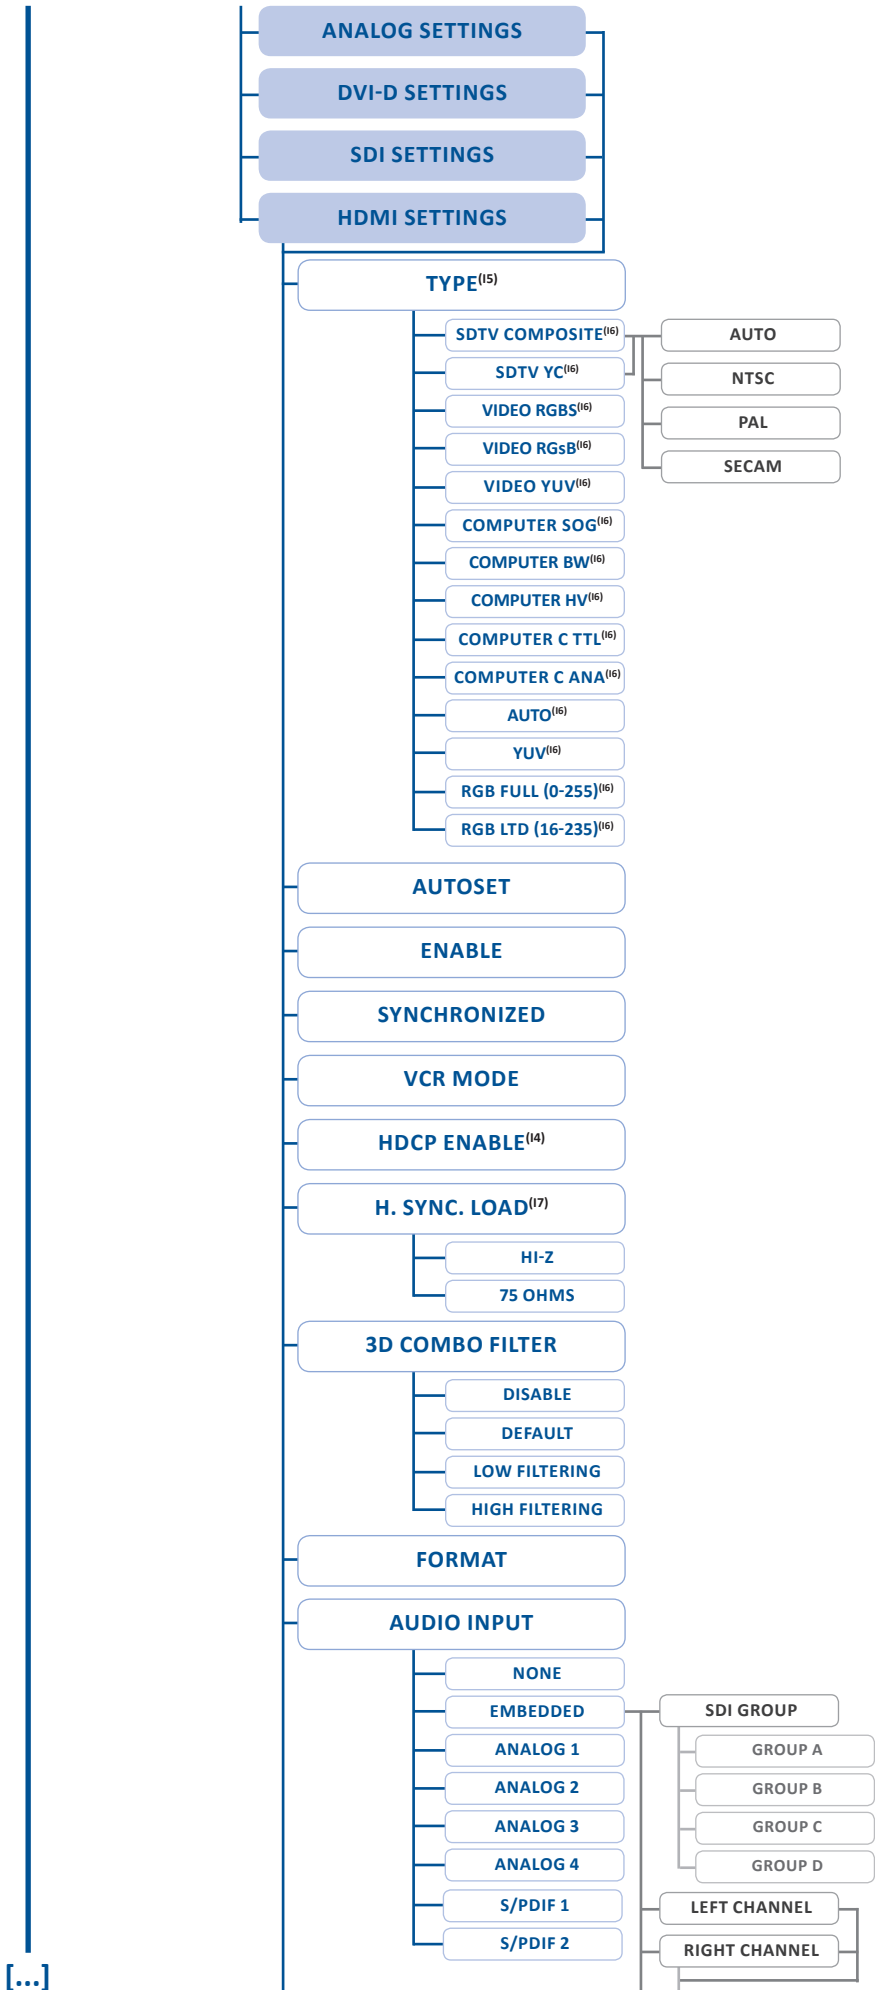 ANALOG SETTINGS
DVI-D SETTINGS
SDI SETTINGS
HDMI SETTINGS
TYPE(I5)
SDTV COMPOSITE(I6)
AUTO
SDTV YC(I6)
NTSC
VIDEO RGBS(I6)
PAL
VIDEO RGsB(I6)
SECAM
VIDEO YUV(I6)
COMPUTER SOG(I6)
COMPUTER BW(I6)
COMPUTER HV(I6)
COMPUTER C TTL(I6)
COMPUTER C ANA(I6)
AUTO(I6)
YUV(I6)
RGB FULL (0-255)(I6)
RGB LTD (16-235)(I6)
AUTOSET
ENABLE
SYNCHRONIZED
VCR MODE
HDCP ENABLE(I4)
H. SYNC. LOAD(I7)
HI-Z
75 OHMS
3D COMBO FILTER
DISABLE
DEFAULT
LOW FILTERING
HIGH FILTERING
FORMAT
AUDIO INPUT
NONE
EMBEDDED
SDI GROUP
ANALOG 1
GROUP A
ANALOG 2
GROUP B
ANALOG 3
GROUP C
ANALOG 4
GROUP D
S/PDIF 1
LEFT CHANNEL
S/PDIF 2
RIGHT CHANNEL
[...]